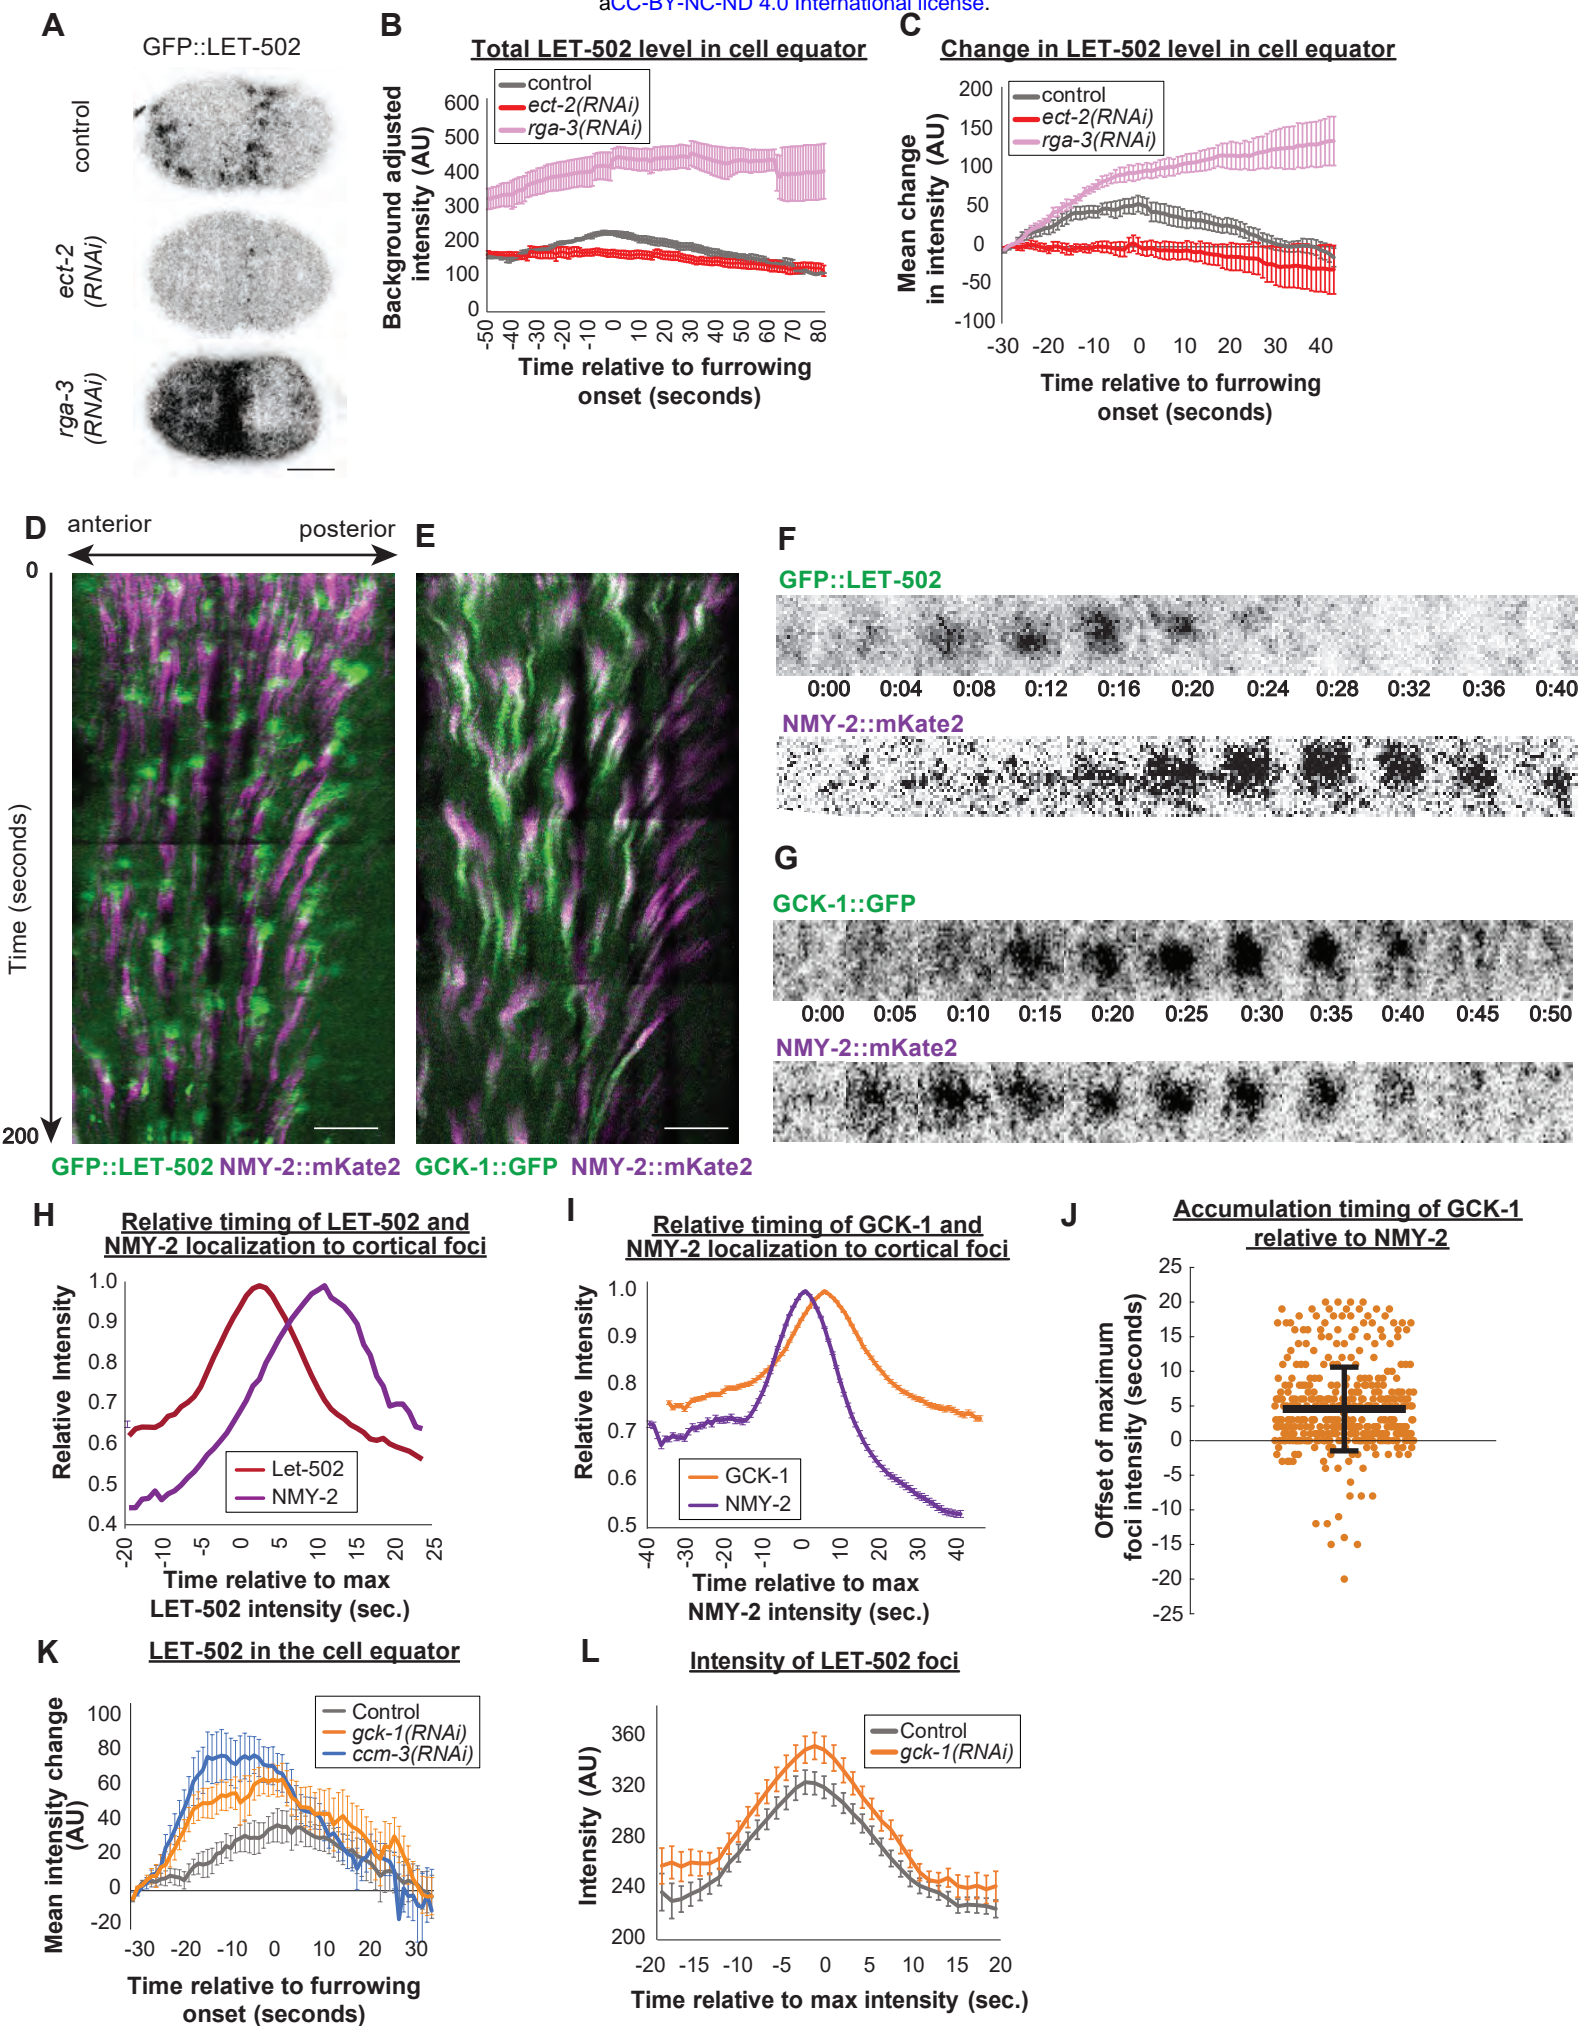 aCC-BY-NC-ND 4.0 International license.
A
GFP::LET-502
control
ect-2
(RNAi)
rga-3
(RNAi)
B
Total LET-502 level in cell equator
control
ect-2(RNAi)
rga-3(RNAi)
Background adjusted
intensity (AU)
600
500
400
300
200
100
0
-50 -40 -30 -20 -10 0 10 20 30 40 50 60 70 80
Time relative to furrowing
onset (seconds)
C
Change in LET-502 level in cell equator
control
ect-2(RNAi)
rga-3(RNAi)
Mean change
in intensity (AU)
200
150
100
50
0
-50
-100
-30 -20 -10 0 10 20 30 40
Time relative to furrowing
onset (seconds)
D
anterior
posterior
0
Time (seconds)
200
GFP::LET-502 NMY-2::mKate2
E
GCK-1::GFP NMY-2::mKate2
F
GFP::LET-502
0:00 0:04 0:08 0:12 0:16 0:20 0:24 0:28 0:32 0:36 0:40
NMY-2::mKate2
G
GCK-1::GFP
0:00 0:05 0:10 0:15 0:20 0:25 0:30 0:35 0:40 0:45 0:50
NMY-2::mKate2
H
Relative timing of LET-502 and
NMY-2 localization to cortical foci
Relative Intensity
1.0
0.9
0.8
0.7
0.6
0.5
0.4
Let-502
NMY-2
-20 -10 -5 0 5 10 15 20 25
Time relative to max
LET-502 intensity (sec.)
I
Relative timing of GCK-1 and
NMY-2 localization to cortical foci
Relative Intensity
1.0
0.9
0.8
0.7
0.6
0.5
GCK-1
NMY-2
-40 -30 -20 -10 0 10 20 30 40
Time relative to max
NMY-2 intensity (sec.)
J
Accumulation timing of GCK-1
relative to NMY-2
Offset of maximum
foci intensity (seconds)
25
20
15
10
5
0
-5
-10
-15
-20
-25
K
LET-502 in the cell equator
Control
gck-1(RNAi)
ccm-3(RNAi)
Mean intensity change
(AU)
100
80
60
40
20
0
-20
-30 -20 -10 0 10 20 30
Time relative to furrowing
onset (seconds)
L
Intensity of LET-502 foci
Control
gck-1(RNAi)
Intensity (AU)
360
320
280
240
200
-20 -15 -10 -5 0 5 10 15 20
Time relative to max intensity (sec.)